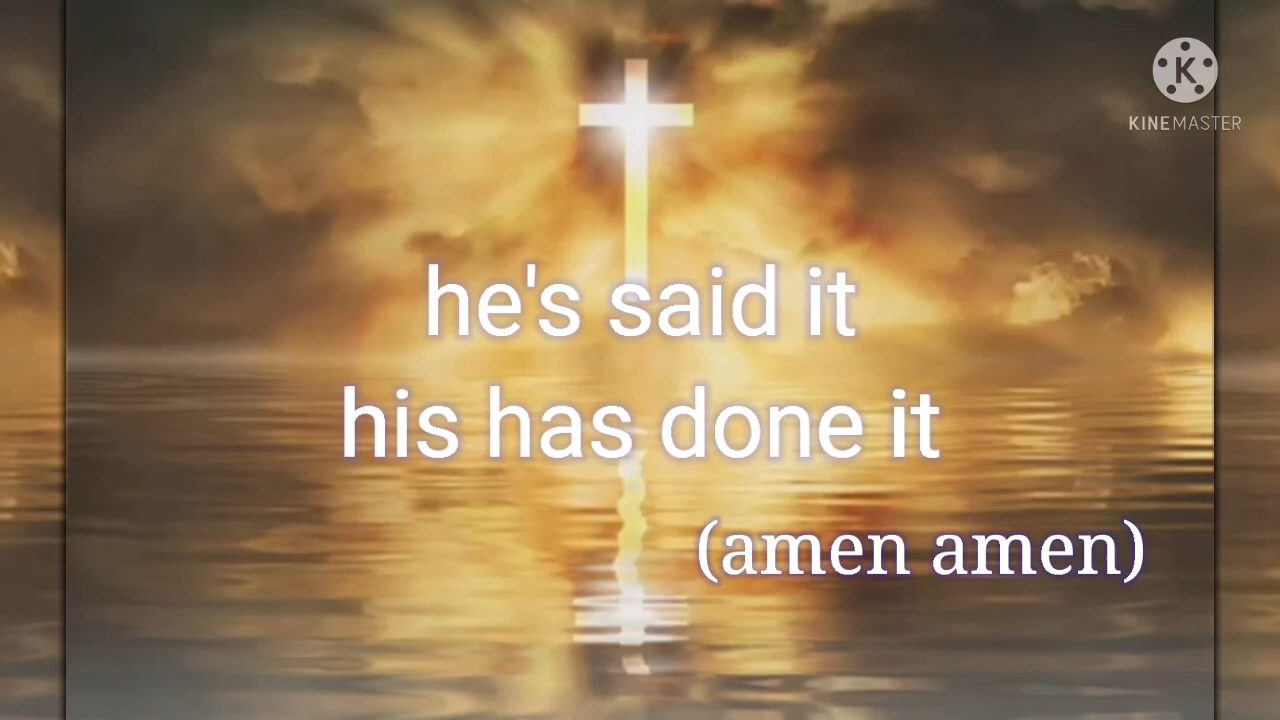 K
KINEMASTER
he's said it
his has done it
(amen amen)